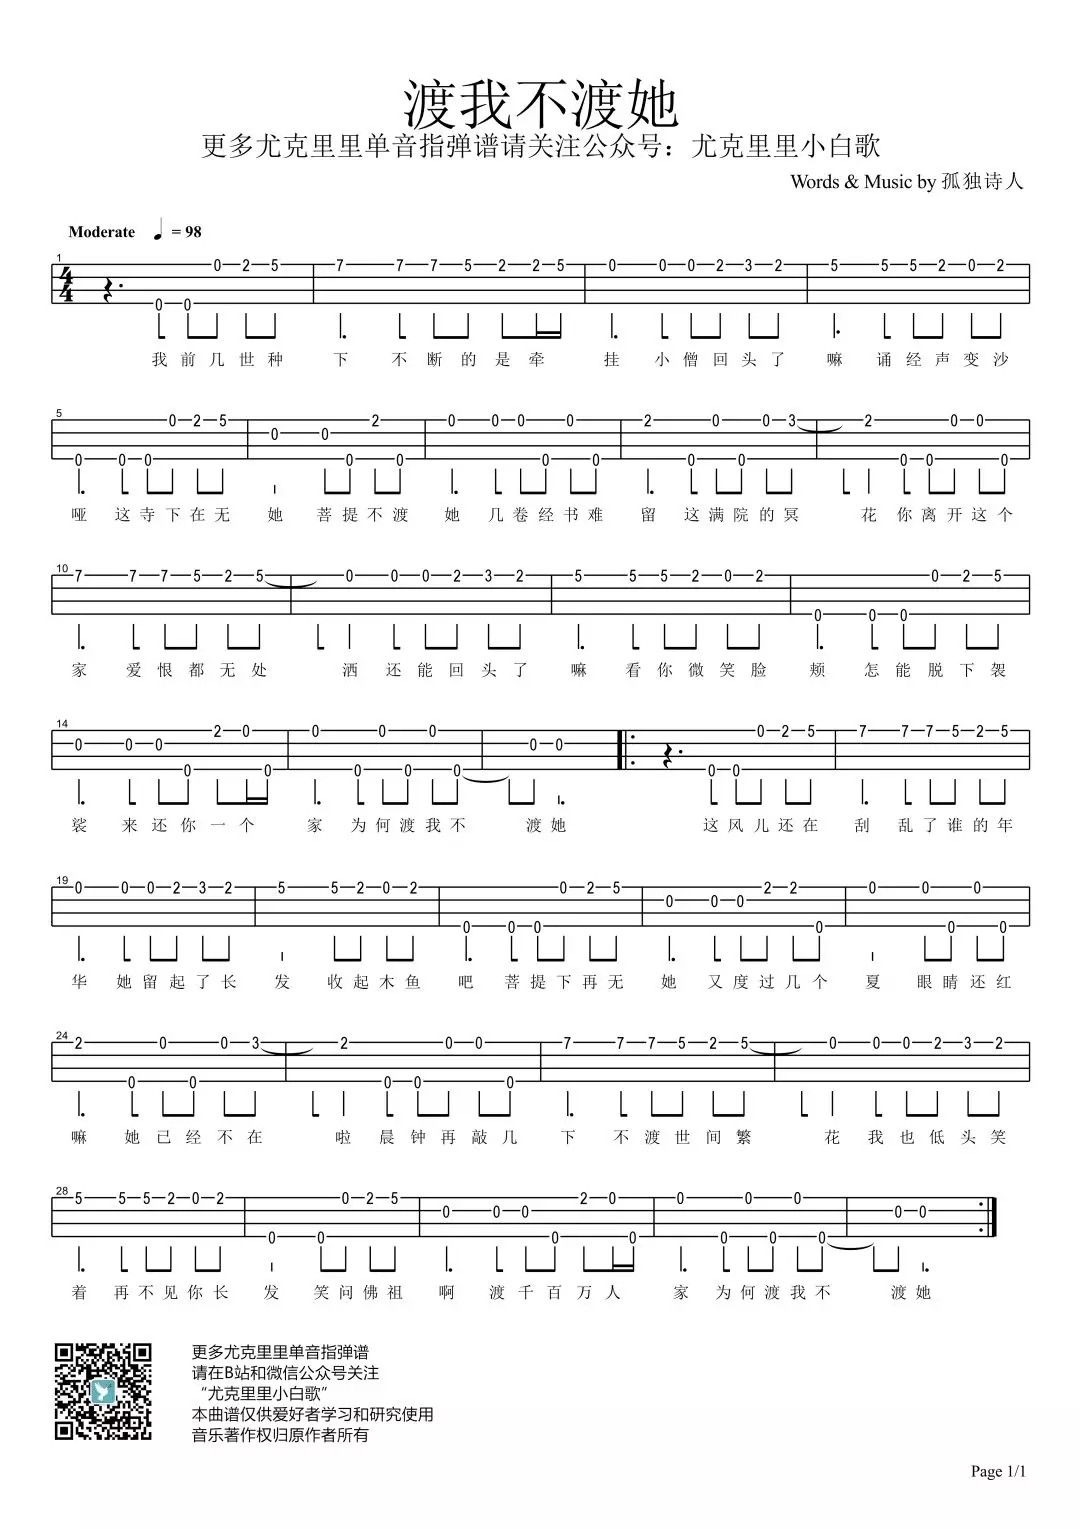 渡我不渡她
更多尤克里里单音指弹谱请关注公众号：尤克里里小白歌
Words & Music by 孤独诗人
Moderate = 98
1
4
4
0 2 5 7 7 7 5 2 2 5 0 0 0 2 3 2 5 5 5 2 0 2
0 0
我 前 几 世 种 下 不 断 的 是 牵 挂 小 僧 回 头 了 嘛 诵 经 声 变 沙
5
0 2 5 2 0 0 0 0 2 0 0 3 2 0 0
0 0
0 0 0 0 0 0 0 0 0 0 0 0
哑 这 寺 下 在 无 她 菩 提 不 渡 她 几 卷 经 书 难 留 这 满 院 的 冥 花 你 离 开 这 个
10
7 7 7 5 2 5 0 0 0 2 3 2 5 5 5 2 0 2 0 2 5
0 0 0
家 爱 恨 都 无 处 洒 还 能 回 头 了 嘛 看 你 微 笑 脸 颊 怎 能 脱 下 袈
14
2 0 0 0 0 0 2 5 7 7 7 5 2 5
0 0 0 0 0
0 0 0 0 0 0 0
裟 来 还 你 一 个 家 为 何 渡 我 不 渡 她 这 风 儿 还 在 刮 乱 了 谁 的 年
19
0 0 0 2 3 2 5 5 2 0 2 0 2 5 2 2 0 0 0
0 0 0
0 0 0 0 0 0
华 她 留 起 了 长 发 收 起 木 鱼 吧 菩 提 下 再 无 她 又 度 过 几 个 夏 眼 睛 还 红
24
2 0 0 3 2 0 0 7 7 7 5 2 5 0 0 0 2 3 2
0 0 0 0 0
嘛 她 已 经 不 在 啦 晨 钟 再 敲 几 下 不 渡 世 间 繁 花 我 也 低 头 笑
28
5 5 5 2 0 2 0 2 5 2 0 0 0 0
0 0 0 0 0
0 0 0 0 0 0
着 再 不 见 你 长 发 笑 问 佛 祖 啊 渡 千 百 万 人 家 为 何 渡 我 不 渡 她
更多尤克里里单音指弹谱
请在B站和微信公众号关注
“尤克里里小白歌”
本曲谱仅供爱好者学习和研究使用
音乐著作权归原作者所有
Page 1/1